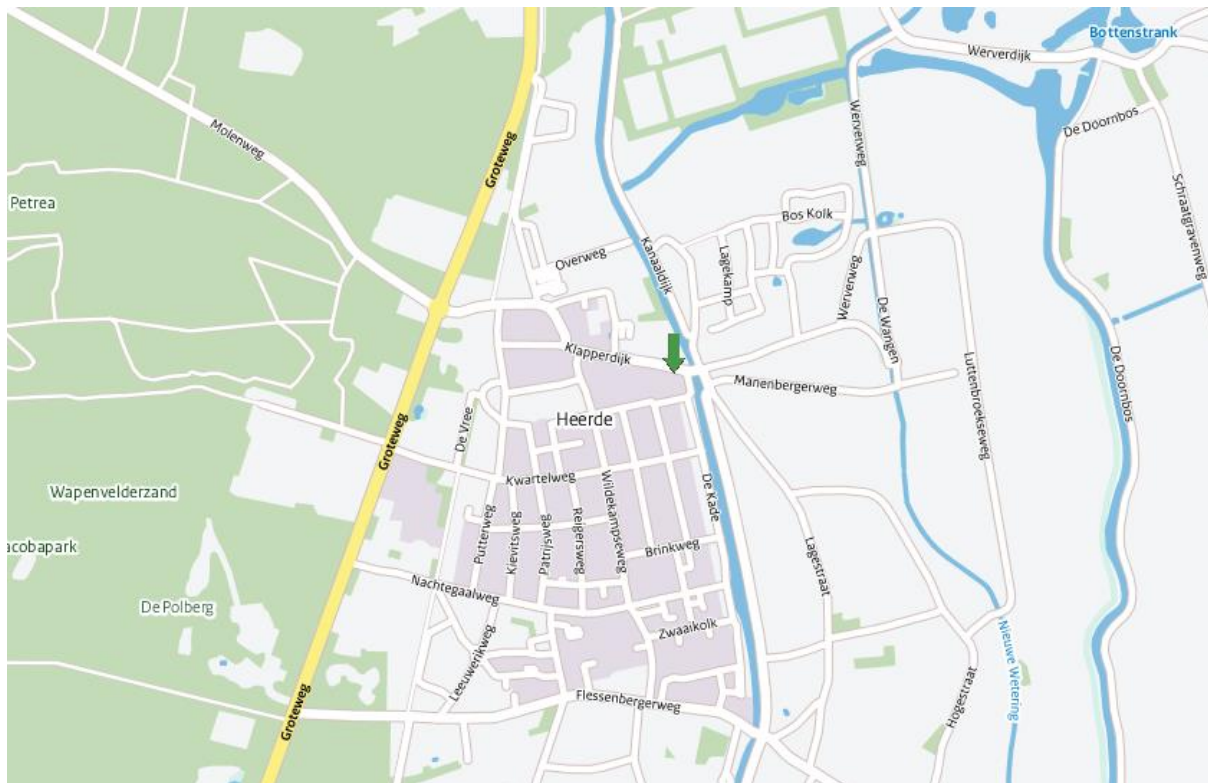 Bottenstrank
Werverdijk
Molenweg
Groteweg
Werverweg
De Doornbos
Schraatgravenweg
Petrea
Bos Kolk
Kanaaldijk
Overweg
Lagekamp
Werverweg
De Wangen
Klapperdijk
Luttenbroekseweg
De Doornbos
Manenbergerweg
Heerde
De Vree
Groteweg
Kwartelweg
Wildekampseweg
De Kade
Wapenvelderzand
Putterweg
Kievitsweg
Patrijsweg
Reigersweg
acobapark
Brinkweg
Lagestraat
Nachtegaalweg
De Polberg
Zwaaikolk
Leeuwerikweg
Nieuwe Wetering
Hogestraat
Flessenbergerweg
Groteweg